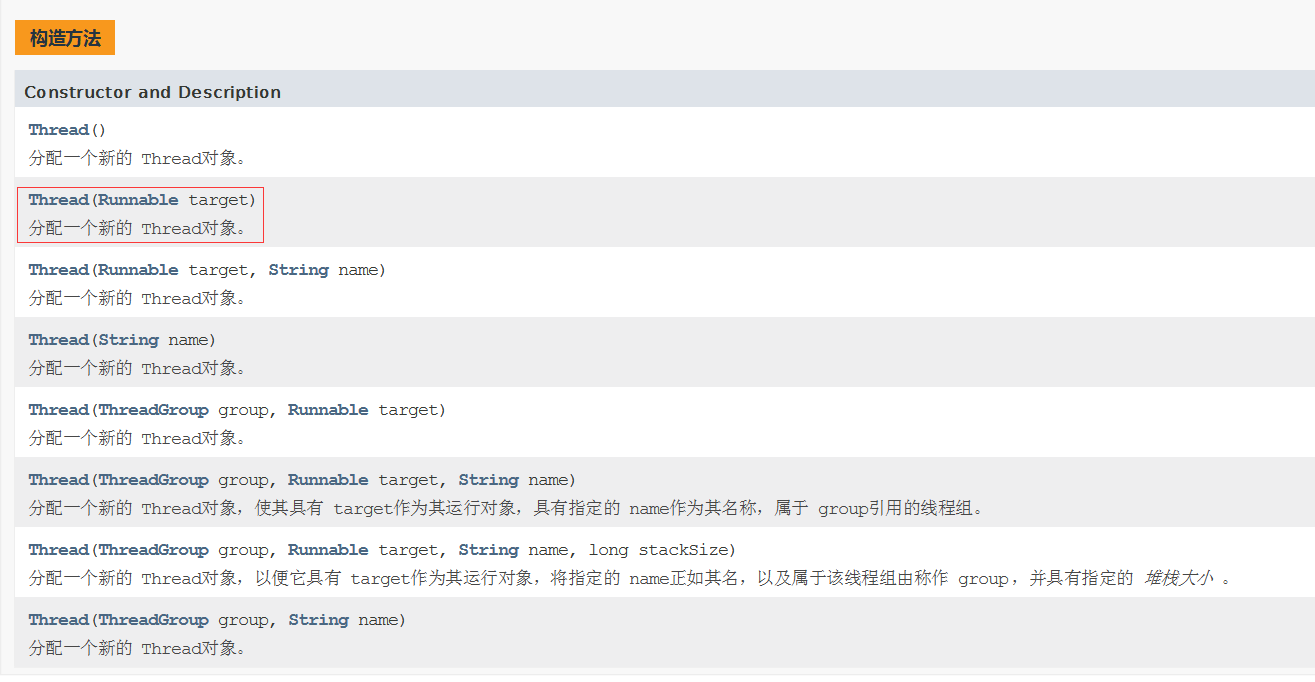 构造方法
Constructor and Description
Thread()
分配一个新的 Thread对象。
Thread(Runnable target)
分配一个新的 Thread对象。
Thread(Runnable target, String name)
分配一个新的 Thread对象。
Thread(String name)
分配一个新的 Thread对象。
Thread(ThreadGroup group, Runnable target)
分配一个新的 Thread对象。
Thread(ThreadGroup group, Runnable target, String name)
分配一个新的 Thread对象，使其具有 target作为其运行对象，具有指定的 name作为其名称，属于 group引用的线程组。
Thread(ThreadGroup group, Runnable target, String name, long stackSize)
分配一个新的 Thread对象，以便它具有 target作为其运行对象，将指定的 name正如其名，以及属于该线程组由称作 group ，并具有指定的 堆栈大小 。
Thread(ThreadGroup group, String name)
分配一个新的 Thread对象。